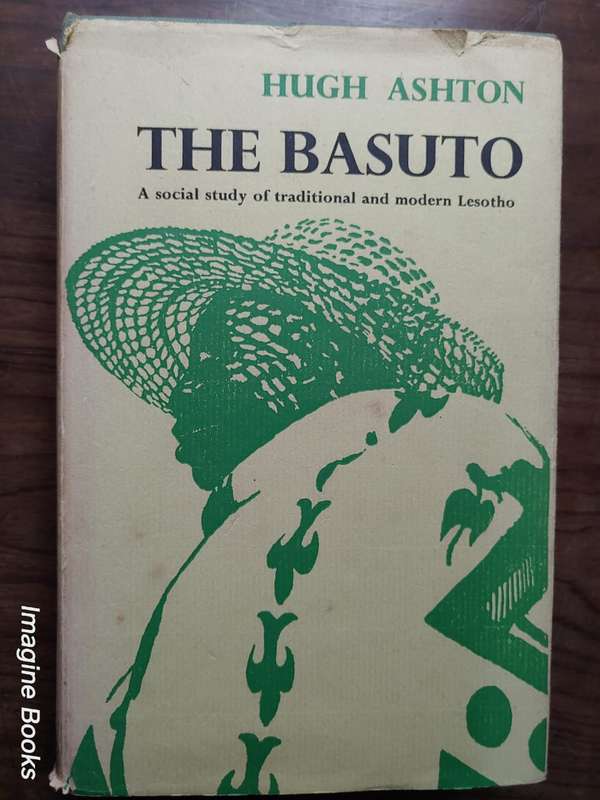 HUGH ASHTON
THE BASUTO
A social study of traditional and modern Lesotho
Imagine Books